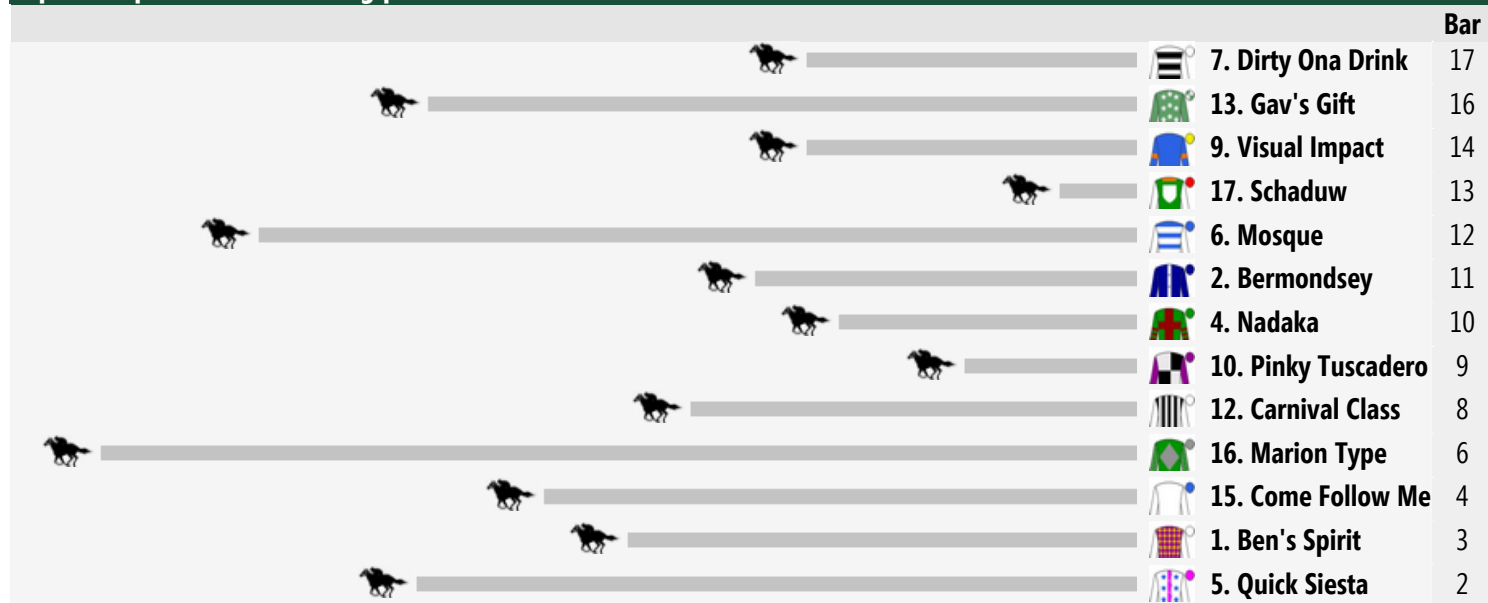 Bar
7. Dirty Ona Drink 17
13. Gav's Gift 16
9. Visual Impact 14
17. Schaduw 13
6. Mosque 12
2. Bermondsey 11
4. Nadaka 10
10. Pinky Tuscadero 9
12. Carnival Class 8
16. Marion Type 6
15. Come Follow Me 4
1. Ben's Spirit 3
5. Quick Siesta 2